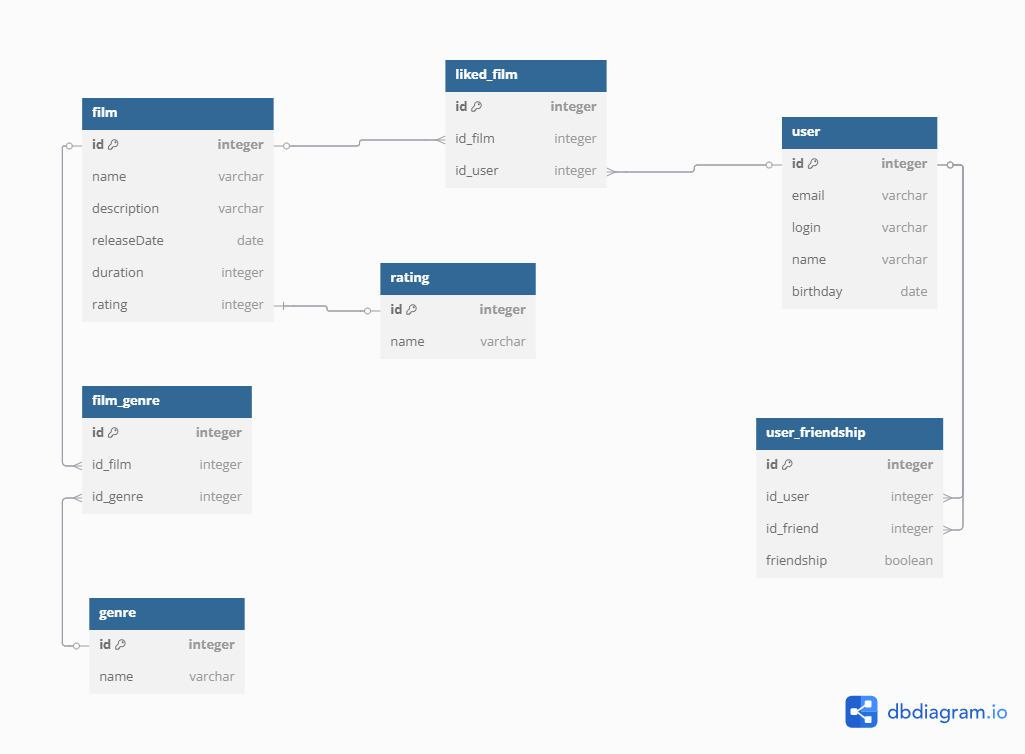 liked_film
id integer
id_film integer
id_user integer
film
id integer
name varchar
description varchar
releaseDate date
duration integer
rating integer
user
id integer
email varchar
login varchar
name varchar
birthday date
rating
id integer
name varchar
film_genre
id integer
id_film integer
id_genre integer
user_friendship
id integer
id_user integer
id_friend integer
friendship boolean
genre
id integer
name varchar
dbdiagram.io